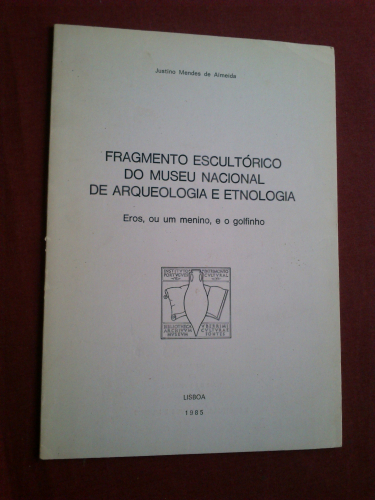 Justino Mendes de Almeida
FRAGMENTO ESCULTÓRICO
DO MUSEU NACIONAL
DE ARQUEOLOGIA E ETNOLOGIA
Eros, ou um menino, e o golfinho
LISBOA
1985